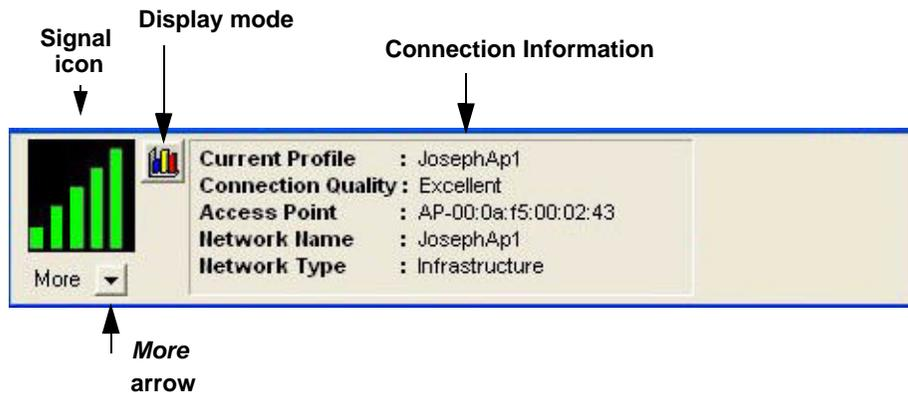 Display mode
Signal
icon
Connection Information
Current Profile : JosephAp1
Connection Quality : Excellent
Access Point : AP-00:0a:f5:00:02:43
Network Name : JosephAp1
Network Type : Infrastructure
More
More
arrow